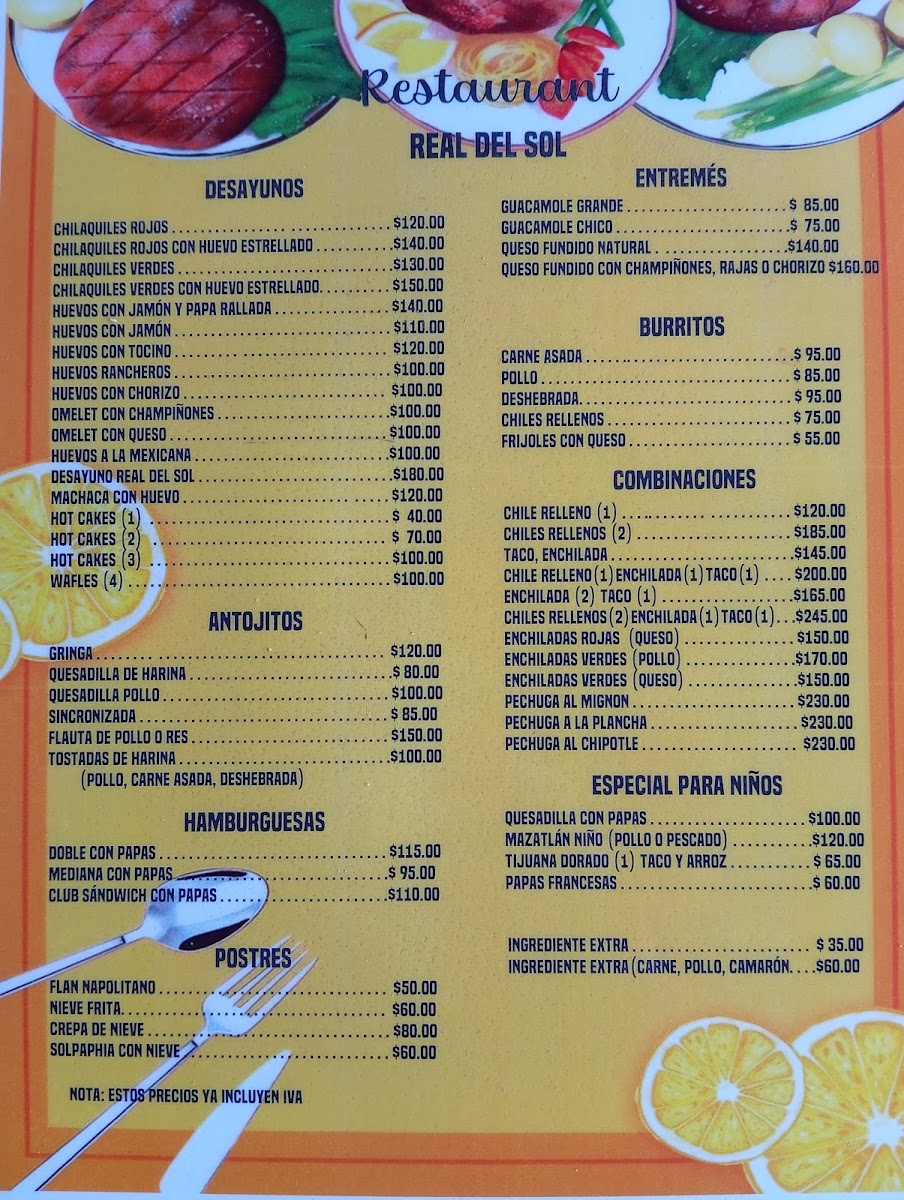 Restaurant
REAL DEL SOL
DESAYUNOS
CHILAQUILES ROJOS $120.00
CHILAQUILES ROJOS CON HUEVO ESTRELLADO $140.00
CHILAQUILES VERDES $130.00
CHILAQUILES VERDES CON HUEVO ESTRELLADO $150.00
HUEVOS CON JAMÓN Y PAPA RALLADA $140.00
HUEVOS CON JAMÓN $110.00
HUEVOS CON TOCINO $120.00
HUEVOS RANCHEROS $100.00
HUEVOS CON CHORIZO $100.00
OMELET CON CHAMPIÑONES $100.00
OMELET CON QUESO $100.00
HUEVOS A LA MEXICANA $100.00
DESAYUNO REAL DEL SOL $180.00
MACHACA CON HUEVO $120.00
HOT CAKES (1) $ 40.00
HOT CAKES (2) $ 70.00
HOT CAKES (3) $100.00
WAFLES (4) $100.00
ANTOJITOS
GRINGA $120.00
QUESADILLA DE HARINA $ 80.00
QUESADILLA POLLO $100.00
SINCRONIZADA $ 85.00
FLAUTA DE POLLO O RES $150.00
TOSTADAS DE HARINA $100.00
(POLLO, CARNE ASADA, DESHEBRADA)
HAMBURGUESAS
DOBLE CON PAPAS $115.00
MEDIANA CON PAPAS $ 95.00
CLUB SÁNDWICH CON PAPAS $110.00
POSTRES
FLAN NAPOLITANO $50.00
NIEVE FRITA $60.00
CREPA DE NIEVE $80.00
SOLPAPHIA CON NIEVE $60.00
NOTA: ESTOS PRECIOS YA INCLUYEN IVA
ENTREMÉS
GUACAMOLE GRANDE $ 85.00
GUACAMOLE CHICO $ 75.00
QUESO FUNDIDO NATURAL $140.00
QUESO FUNDIDO CON CHAMPIÑONES, RAJAS O CHORIZO $160.00
BURRITOS
CARNE ASADA $ 95.00
POLLO $ 85.00
DESHEBRADA $ 95.00
CHILES RELLENOS $ 75.00
FRIJOLES CON QUESO $ 55.00
COMBINACIONES
CHILE RELLENO (1) $120.00
CHILES RELLENOS (2) $185.00
TACO, ENCHILADA $145.00
CHILE RELLENO (1) ENCHILADA (1) TACO (1) $200.00
ENCHILADA (2) TACO (1) $165.00
CHILES RELLENOS (2) ENCHILADA (1) TACO (1) $245.00
ENCHILADAS ROJAS (QUESO) $150.00
ENCHILADAS VERDES (POLLO) $170.00
ENCHILADAS VERDES (QUESO) $150.00
PECHUGA AL MIGNON $230.00
PECHUGA A LA PLANCHA $230.00
PECHUGA AL CHIPOTLE $230.00
ESPECIAL PARA NIÑOS
QUESADILLA CON PAPAS $100.00
MAZATLÁN NIÑO (POLLO O PESCADO) $120.00
TIJUANA DORADO (1) TACO Y ARROZ $ 65.00
PAPAS FRANCESAS $ 60.00
INGREDIENTE EXTRA $ 35.00
INGREDIENTE EXTRA (CARNE, POLLO, CAMARÓN. $60.00